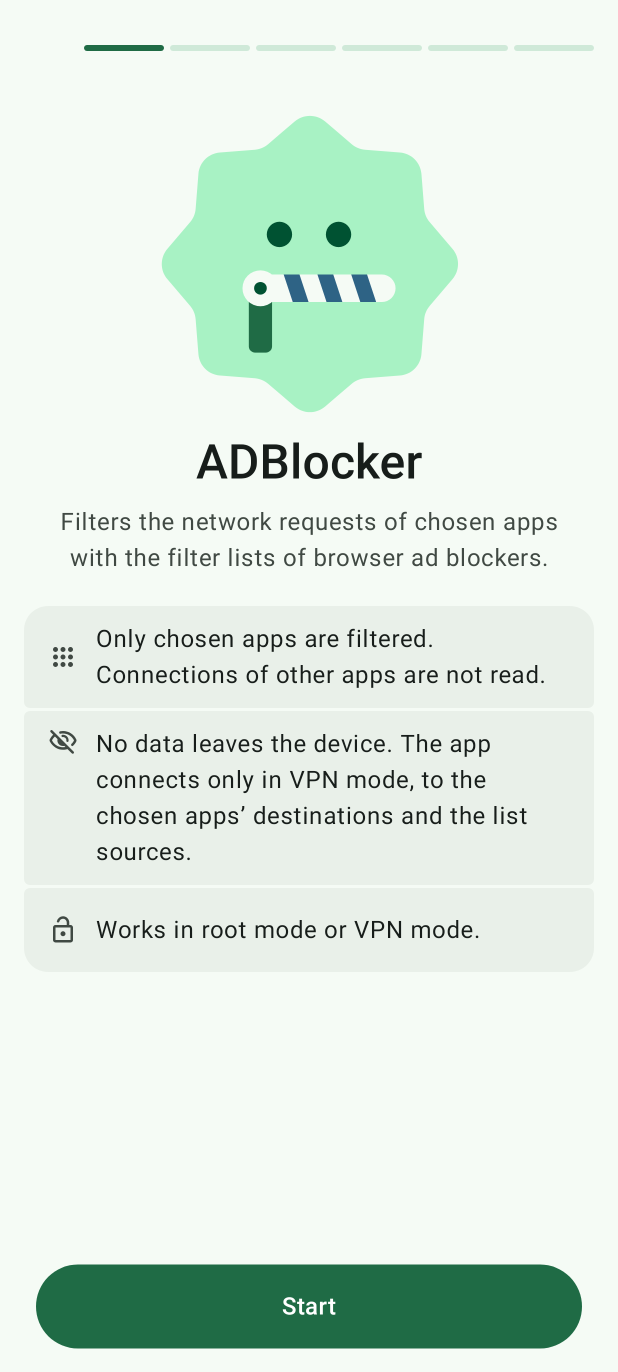 ADBlocker
Filters the network requests of chosen apps
with the filter lists of browser ad blockers.
Only chosen apps are filtered.
Connections of other apps are not read.
No data leaves the device. The app
connects only in VPN mode, to the
chosen apps’ destinations and the list
sources.
Works in root mode or VPN mode.
Start